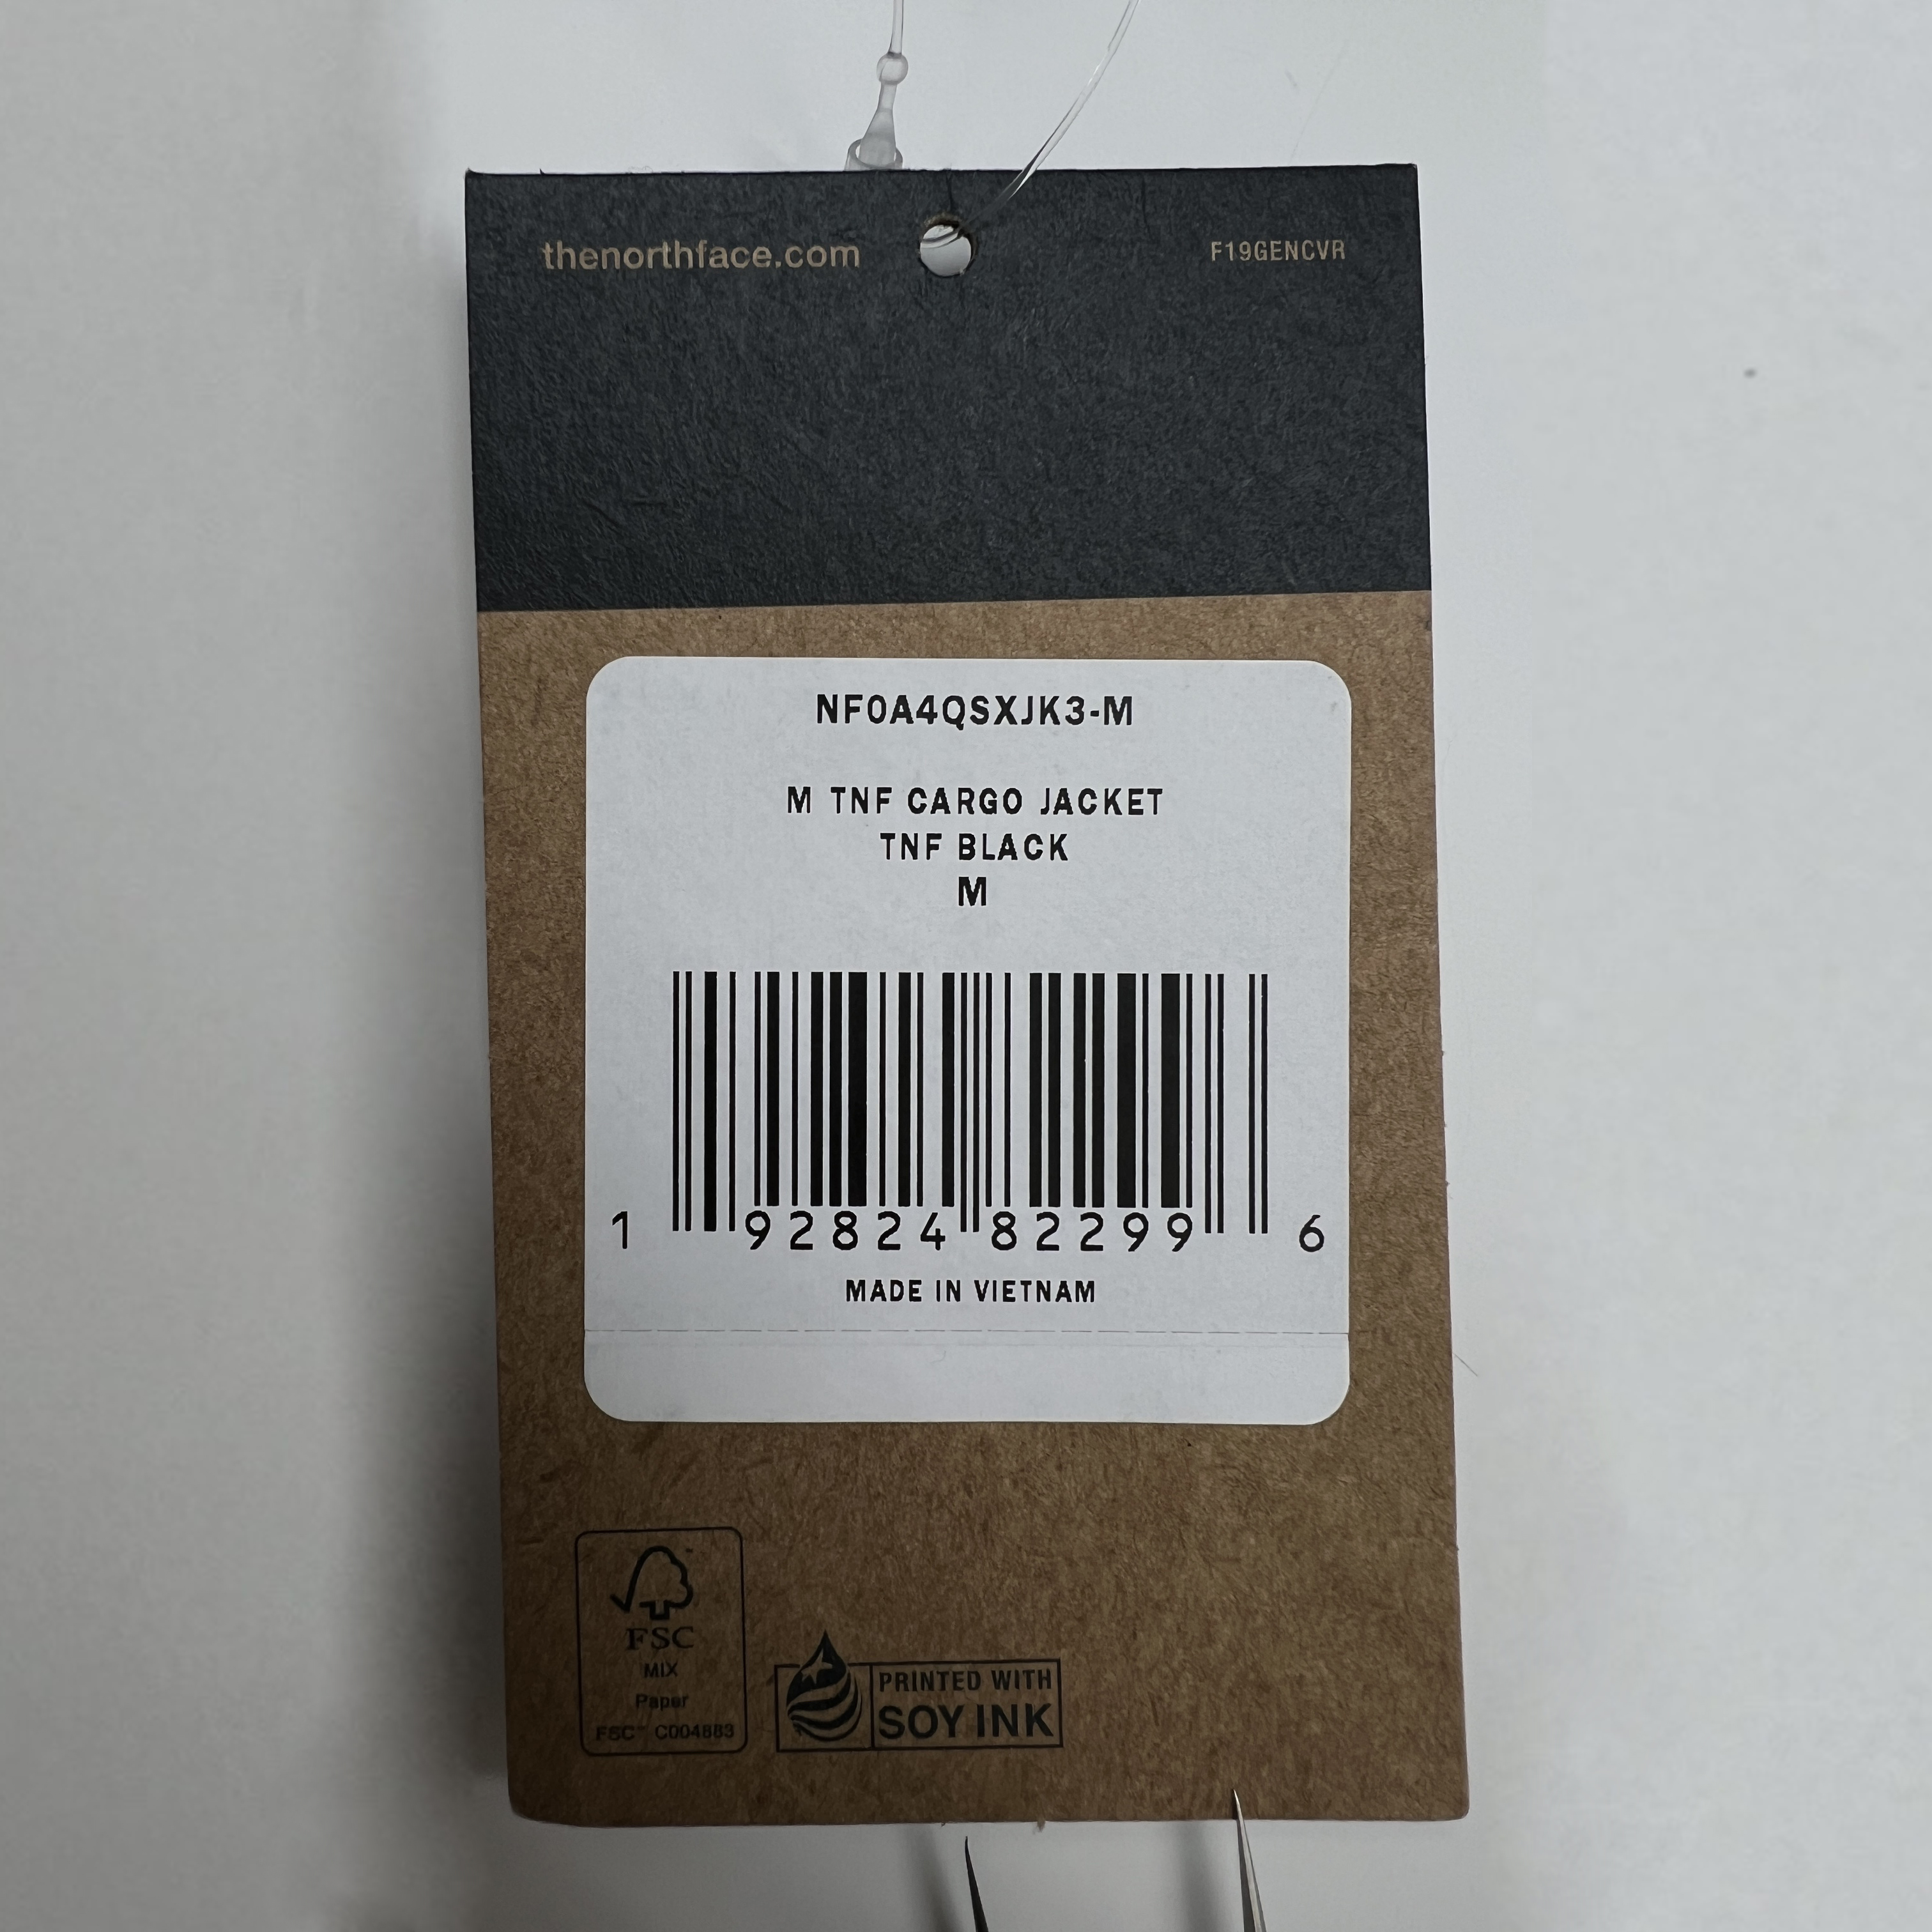 thenorthface.com
F19GENCVR
NF0A4QSXJK3-M
M TNF CARGO JACKET
TNF BLACK
M
1 92824 82299 6
MADE IN VIETNAM
FSC
MIX
Paper
FSC™ C004883
PRINTED WITH
SOY INK